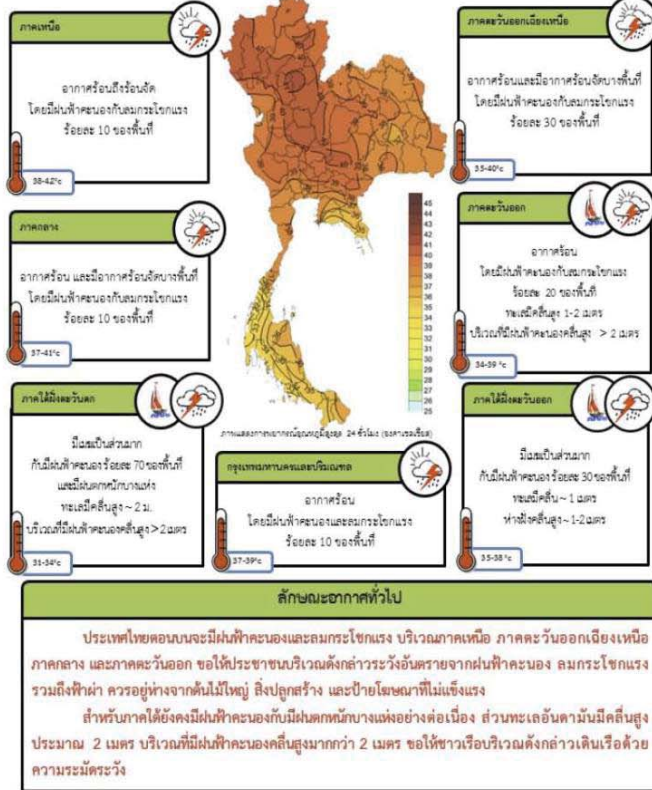 ภาคเหนือ
อากาศร้อนถึงร้อนจัด
โดยมีฝนฟ้าคะนองกับลมกระโชกแรง
ร้อยละ 10 ของพื้นที่
38-42°c
ภาคตะวันออกเฉียงเหนือ
อากาศร้อนและมีอากาศร้อนจัดบางพื้นที่
โดยมีฝนฟ้าคะนองกับลมกระโชกแรง
ร้อยละ 30 ของพื้นที่
35-40°c
ภาคกลาง
อากาศร้อน และมีอากาศร้อนจัดบางพื้นที่
โดยมีฝนฟ้าคะนองกับลมกระโชกแรง
ร้อยละ 10 ของพื้นที่
37-41°c
ภาคตะวันออก
อากาศร้อน
โดยมีฝนฟ้าคะนองกับลมกระโชกแรง
ร้อยละ 20 ของพื้นที่
ทะเลมีคลื่นสูง 1-2 เมตร
บริเวณที่มีฝนฟ้าคะนองคลื่นสูง > 2 เมตร
34-39 °c
45
44
43
42
41
40
39
38
37
36
35
34
33
32
31
30
29
28
27
26
25
ภาพแสดงการพยากรณ์อุณหภูมิสูงสุด 24 ชั่วโมง (องศาเซลเซียส)
ภาคใต้ฝั่งตะวันตก
มีเมฆเป็นส่วนมาก
กับมีฝนฟ้าคะนอง ร้อยละ 70 ของพื้นที่
และมีฝนตกหนักบางแห่ง
ทะเลมีคลื่นสูง ~ 2 ม.
บริเวณที่มีฝนฟ้าคะนองคลื่นสูง > 2 เมตร
31-34°c
กรุงเทพมหานครและปริมณฑล
อากาศร้อน
โดยมีฝนฟ้าคะนองและลมกระโชกแรง
ร้อยละ 10 ของพื้นที่
37-39°c
ภาคใต้ฝั่งตะวันออก
มีเมฆเป็นส่วนมาก
กับมีฝนฟ้าคะนอง ร้อยละ 30 ของพื้นที่
ทะเลมีคลื่น ~ 1 เมตร
ห่างฝั่งคลื่นสูง ~ 1-2 เมตร
35-38 °c
ลักษณะอากาศทั่วไป
ประเทศไทยตอนบนจะมีฝนฟ้าคะนองและลมกระโชกแรง บริเวณภาคเหนือ ภาคตะวันออกเฉียงเหนือ
ภาคกลาง และภาคตะวันออก ขอให้ประชาชนบริเวณดังกล่าวระวังอันตรายจากฝนฟ้าคะนอง ลมกระโชกแรง
รวมถึงฟ้าผ่า ควรอยู่ห่างจากต้นไม้ใหญ่ สิ่งปลูกสร้าง และป้ายโฆษณาที่ไม่แข็งแรง
สำหรับภาคใต้ยังคงมีฝนฟ้าคะนองกับมีฝนตกหนักบางแห่งอย่างต่อเนื่อง ส่วนทะเลอันดามันมีคลื่นสูง
ประมาณ 2 เมตร บริเวณที่มีฝนฟ้าคะนองคลื่นสูงมากกว่า 2 เมตร ขอให้ชาวเรือบริเวณดังกล่าวเดินเรือด้วย
ความระมัดระวัง